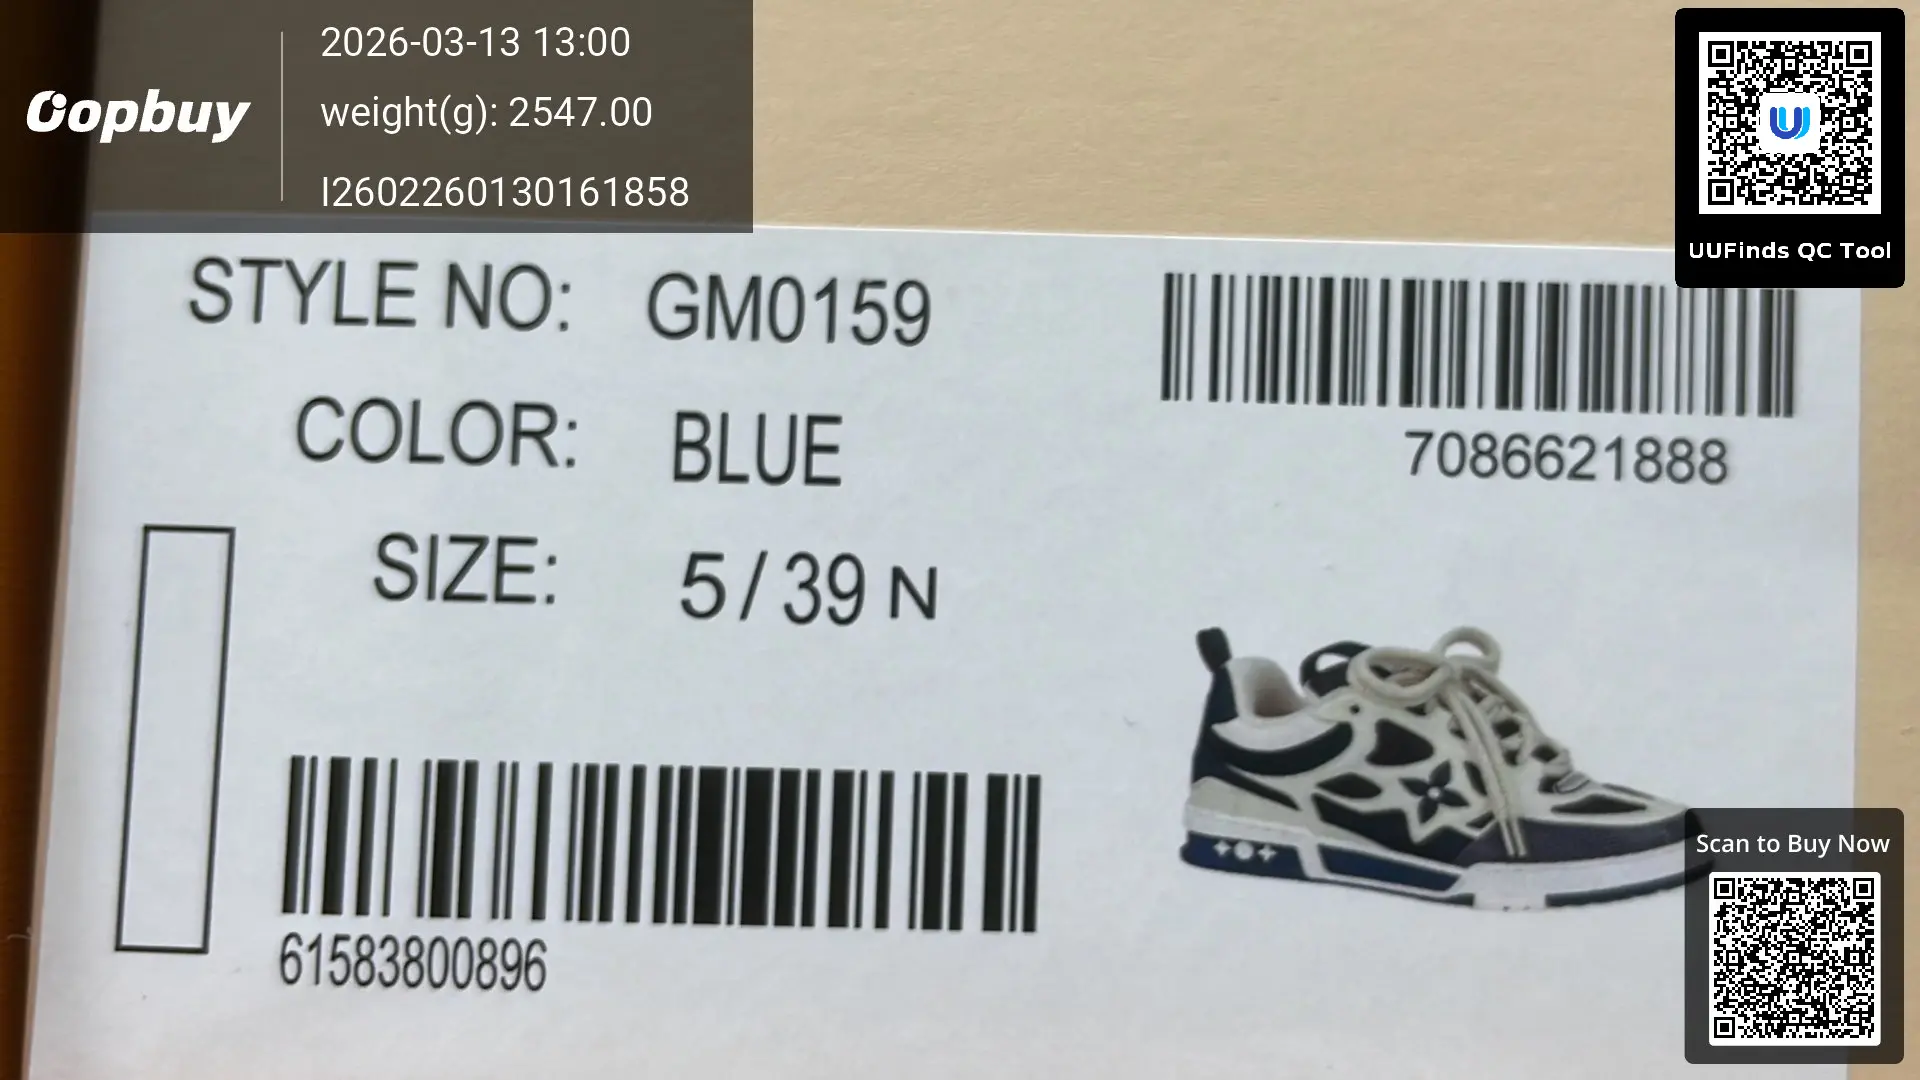 Oopbuy
2026-03-13 13:00
weight(g): 2547.00
I2602260130161858
UUFinds QC Tool
STYLE NO: GM0159
COLOR: BLUE
SIZE: 5/39 N
7086621888
61583800896
Scan to Buy Now